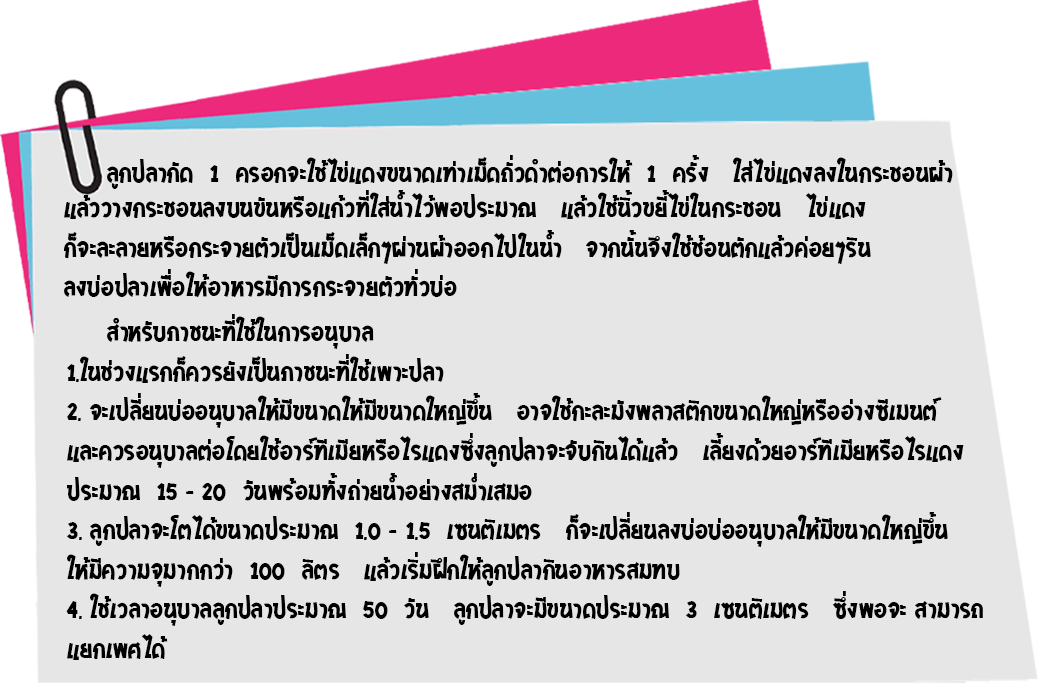 ลูกปลากัด 1 ครอกจะใช้ไข่แดงขนาดเท่าเม็ดถั่วดำต่อการให้ 1 ครั้ง ใส่ไข่แดงลงในกระชอนผ้า
แล้ววางกระชอนลงบนขันหรือแก้วที่ใส่น้ำไว้พอประมาณ แล้วใช้นิ้วขยี้ไข่ในกระชอน ไข่แดง
ก็จะละลายหรือกระจายตัวเป็นเม็ดเล็กๆผ่านผ้าออกไปในน้ำ จากนั้นจึงใช้ช้อนตักแล้วค่อยๆริน
ลงบ่อปลาเพื่อให้อาหารมีการกระจายตัวทั่วบ่อ
สำหรับภาชนะที่ใช้ในการอนุบาล
1.ในช่วงแรกก็ควรยังเป็นภาชนะที่ใช้เพาะปลา
2. จะเปลี่ยนบ่ออนุบาลให้มีขนาดให้มีขนาดใหญ่ขึ้น อาจใช้กะละมังพลาสติกขนาดใหญ่หรืออ่างซีเมนต์
และควรอนุบาลต่อโดยใช้อาร์ทีเมียหรือไรแดงซึ่งลูกปลาจะจับกินได้แล้ว เลี้ยงด้วยอาร์ทีเมียหรือไรแดง
ประมาณ 15 - 20 วันพร้อมทั้งถ่ายน้ำอย่างสม่ำเสมอ
3. ลูกปลาจะโตได้ขนาดประมาณ 1.0 - 1.5 เซนติเมตร ก็จะเปลี่ยนลงบ่อบ่ออนุบาลให้มีขนาดใหญ่ขึ้น
ให้มีความจุมากกว่า 100 ลิตร แล้วเริ่มฝึกให้ลูกปลากินอาหารสมทบ
4. ใช้เวลาอนุบาลลูกปลาประมาณ 50 วัน ลูกปลาจะมีขนาดประมาณ 3 เซนติเมตร ซึ่งพอจะ สามารถ
แยกเพศได้